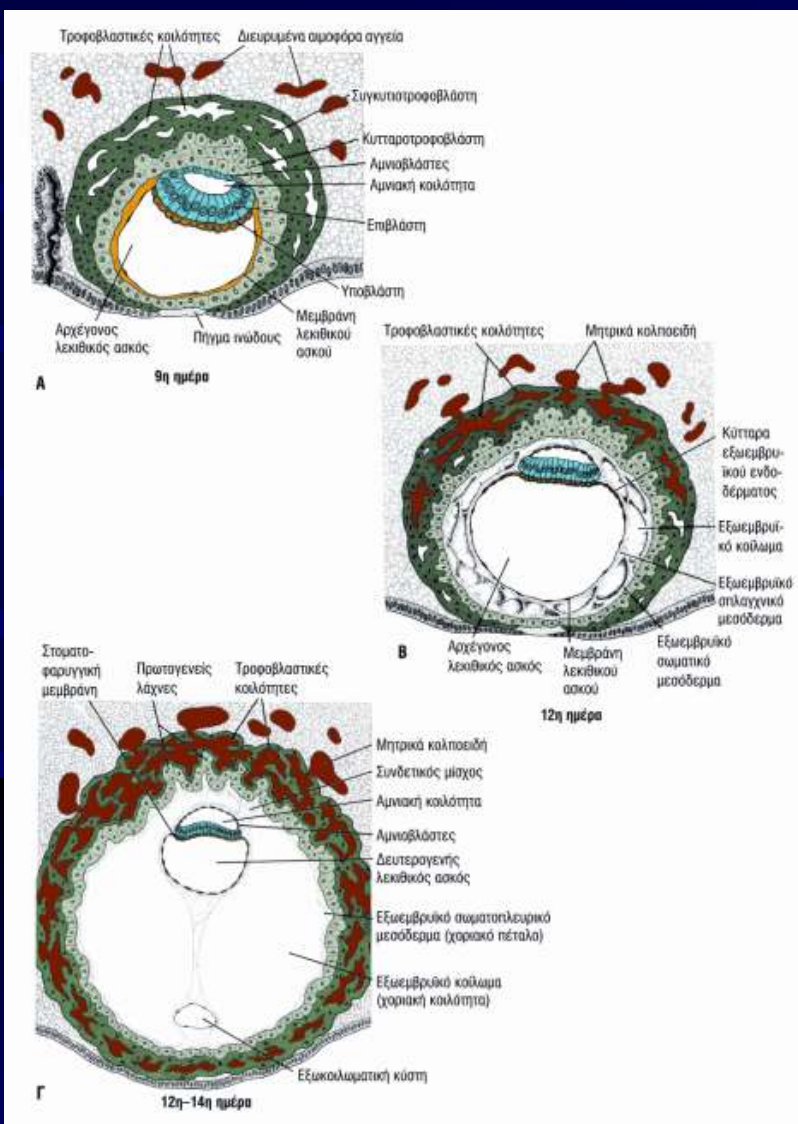 Τροφοβλαστικές κοιλότητες
Διευρυμένα αιμοφόρα αγγεία
Συγκυτιοτροφοβλάστη
Κυτταροτροφοβλάστη
Αμνιοβλάστες
Αμνιακή κοιλότητα
Επιβλάστη
Υποβλάστη
Μεμβράνη
λεκιθικού
ασκού
Πήγμα ινώδους
Αρχέγονος
λεκιθικός ασκός
Α
9η ημέρα
Τροφοβλαστικές κοιλότητες
Μητρικά κολποειδή
Κύτταρα
εξωεμβρυ-
ϊκού ενδο-
δέρματος
Εξωεμβρυϊ-
κό κοίλωμα
Εξωεμβρυϊκό
σπλαγχνικό
μεσόδερμα
Εξωεμβρυϊκό
σωματικό
μεσόδερμα
Μεμβράνη
λεκιθικού
ασκού
Αρχέγονος
λεκιθικός ασκός
Β
12η ημέρα
Στοματο-
φαρυγγική
μεμβράνη
Πρωτογενείς
λάχνες
Τροφοβλαστικές
κοιλότητες
Μητρικά κολποειδή
Συνδετικός μίσχος
Αμνιακή κοιλότητα
Αμνιοβλάστες
Δευτερογενής
λεκιθικός ασκός
Εξωεμβρυϊκό σωματοπλευρικό
μεσόδερμα (χοριακό πέταλο)
Εξωεμβρυϊκό κοίλωμα
(χοριακή κοιλότητα)
Εξωκοιλωματική κύστη
Γ
12η–14η ημέρα